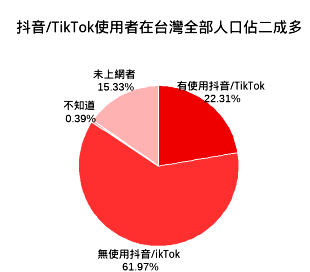 抖音/TikTok使用者在台灣全部人口佔二成多
未上網者
15.33%
有使用抖音/TikTok
22.31%
不知道
0.39%
無使用抖音/ikTok
61.97%